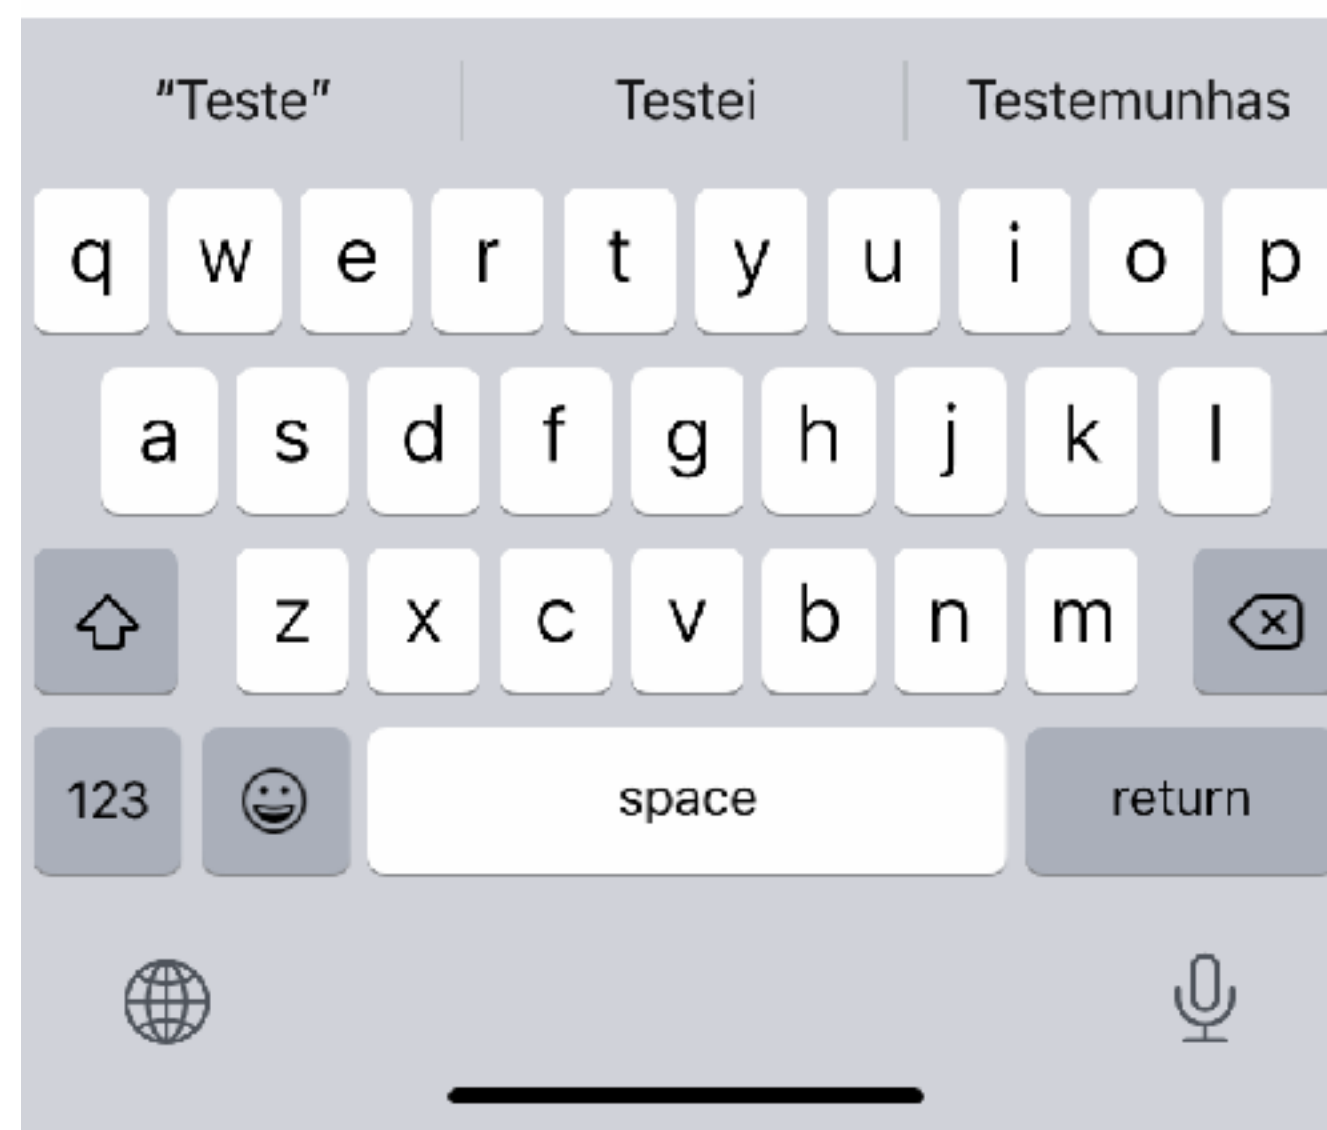 "Teste" Testei Testemunhas
q w e r t y u i o p
a s d f g h j k l
z x c v b n m
123 space return